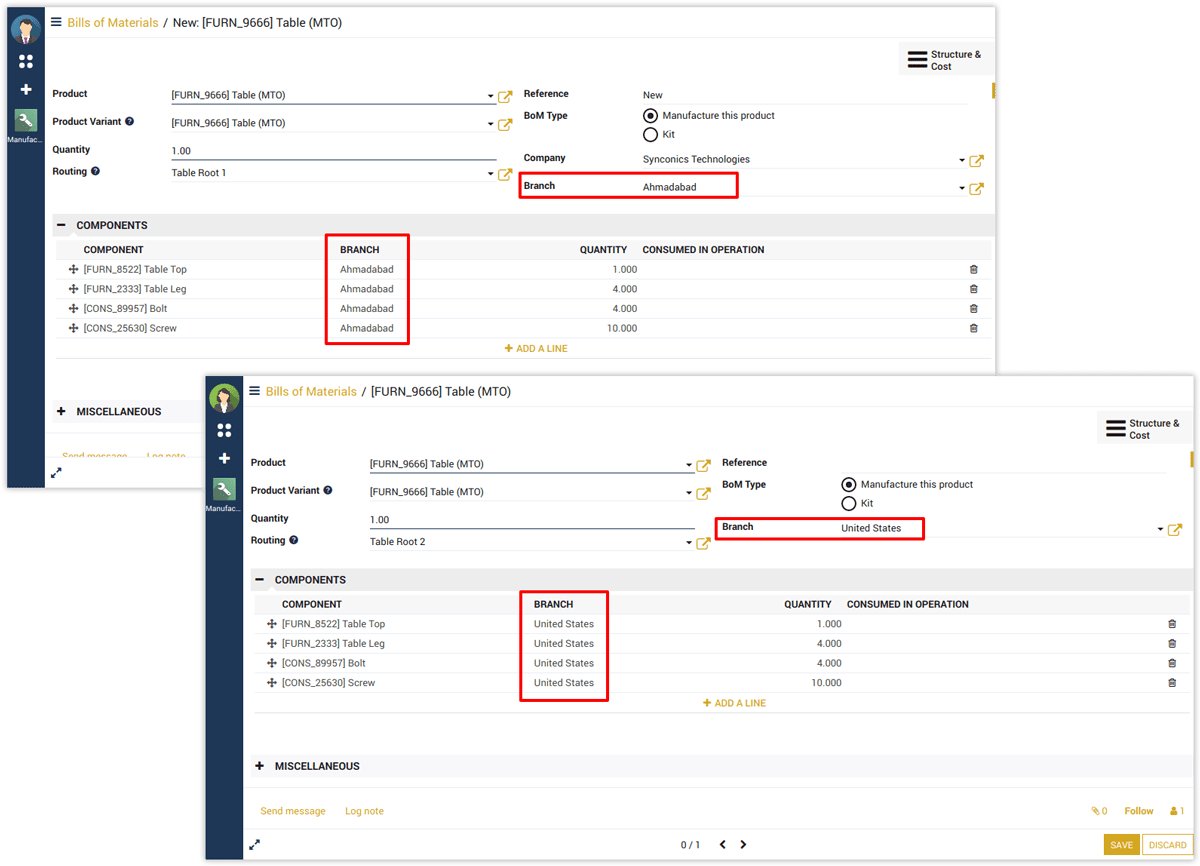 Bills of Materials / New: [FURN_9666] Table (MTO)
Structure & Cost
Product [FURN_9666] Table (MTO)
Product Variant [FURN_9666] Table (MTO)
Quantity 1.00
Routing Table Root 1
Reference New
BoM Type Manufacture this product
Kit
Company Synconics Technologies
Branch Ahmadabad
Manufac...
COMPONENTS
COMPONENT BRANCH QUANTITY CONSUMED IN OPERATION
[FURN_8522] Table Top Ahmadabad 1.000
[FURN_2333] Table Leg Ahmadabad 4.000
[CONS_89957] Bolt Ahmadabad 4.000
[CONS_25630] Screw Ahmadabad 10.000
ADD A LINE
MISCELLANEOUS
Send message Log note
Bills of Materials / [FURN_9666] Table (MTO)
Structure & Cost
Product [FURN_9666] Table (MTO)
Product Variant [FURN_9666] Table (MTO)
Quantity 1.00
Routing Table Root 2
Reference
BoM Type Manufacture this product
Kit
Branch United States
Manufac...
COMPONENTS
COMPONENT BRANCH QUANTITY CONSUMED IN OPERATION
[FURN_8522] Table Top United States 1.000
[FURN_2333] Table Leg United States 4.000
[CONS_89957] Bolt United States 4.000
[CONS_25630] Screw United States 10.000
ADD A LINE
MISCELLANEOUS
Send message Log note 0 Follow 1
0 / 1 SAVE DISCARD